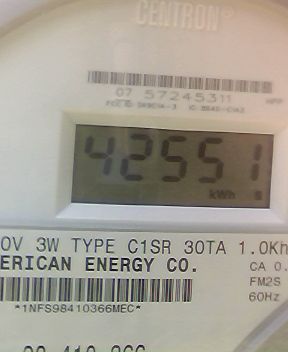 CENTRON®
07 57245311
42551
kWh
0V 3W TYPE C1SR 30TA 1.0Kh
ERICAN ENERGY CO.
CA 0.
FM2S
60Hz
*1NFS98410366MEC*